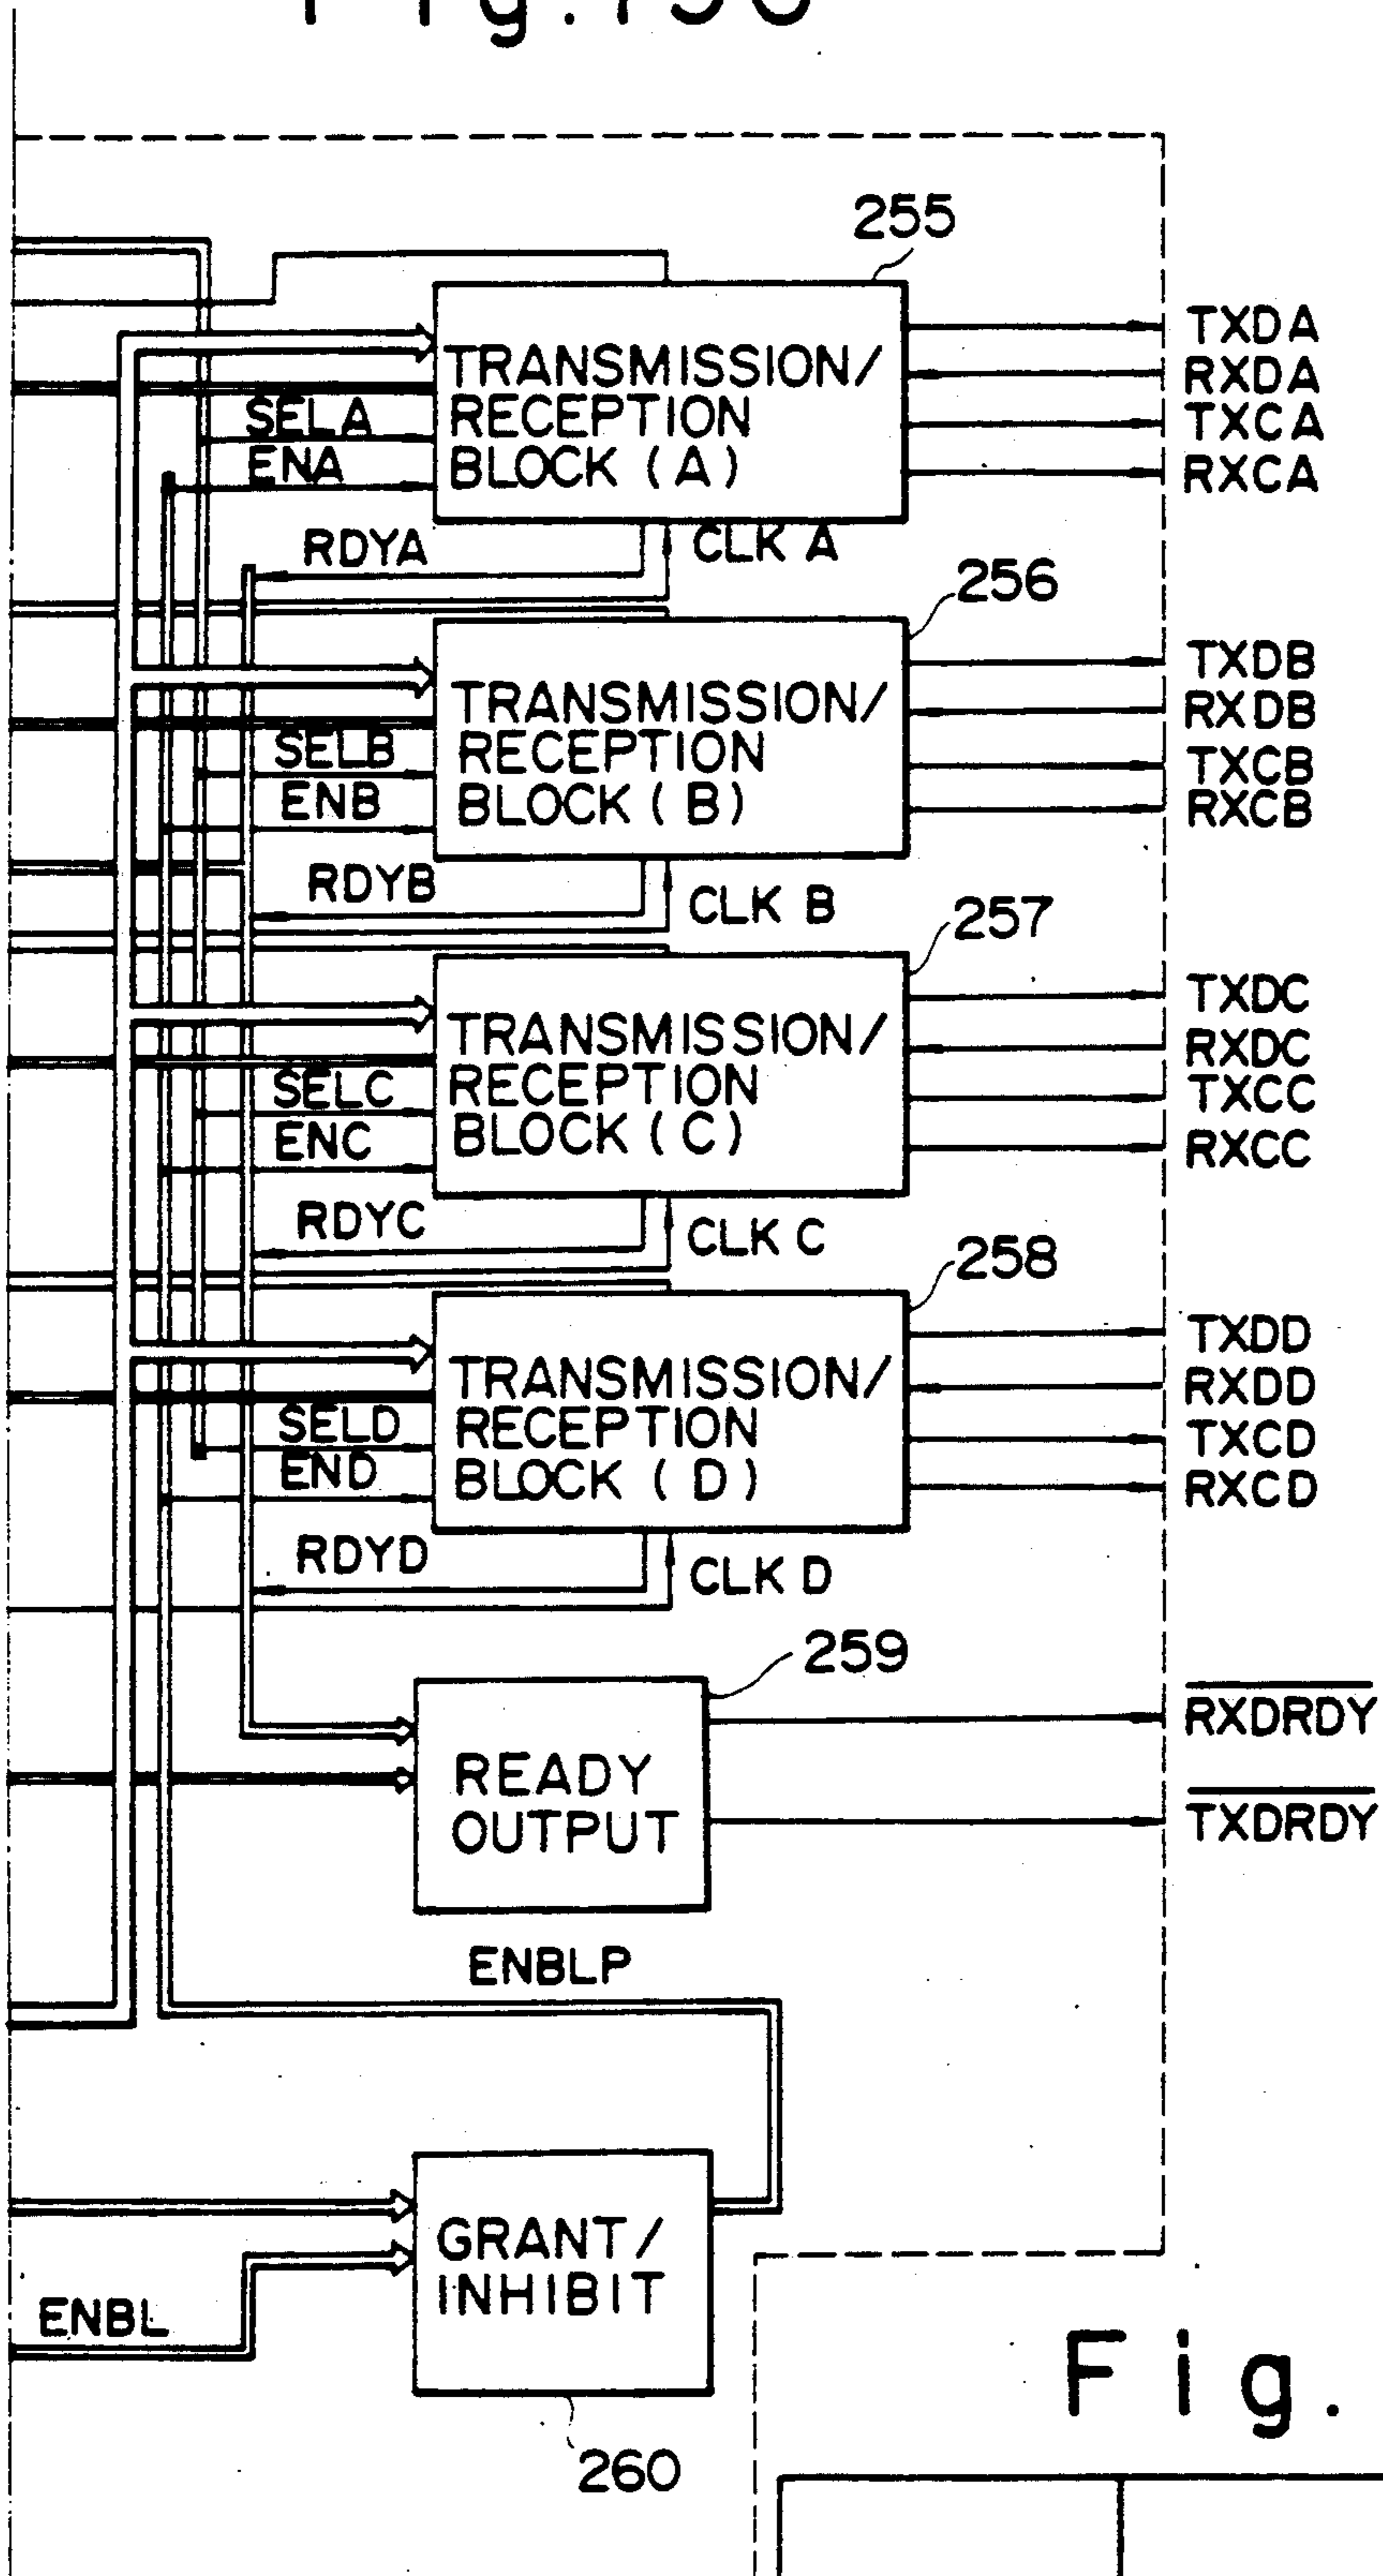 255
TXDA
TRANSMISSION/
RXDA
SELA
RECEPTION
TXCA
ENA
BLOCK (A)
RXCA
RDYA
CLK A
256
TXDB
TRANSMISSION/
RXDB
SELB
RECEPTION
TXCB
ENB
BLOCK (B)
RXCB
RDYB
CLK B
257
TXDC
TRANSMISSION/
RXDC
SELC
RECEPTION
TXCC
ENC
BLOCK (C)
RXCC
RDYC
CLK C
258
TXDD
TRANSMISSION/
RXDD
SELD
RECEPTION
TXCD
END
BLOCK (D)
RXCD
RDYD
CLK D
259
RXDRDY
READY
OUTPUT
TXDRDY
ENBLP
GRANT/
INHIBIT
ENBL
Fig.
260